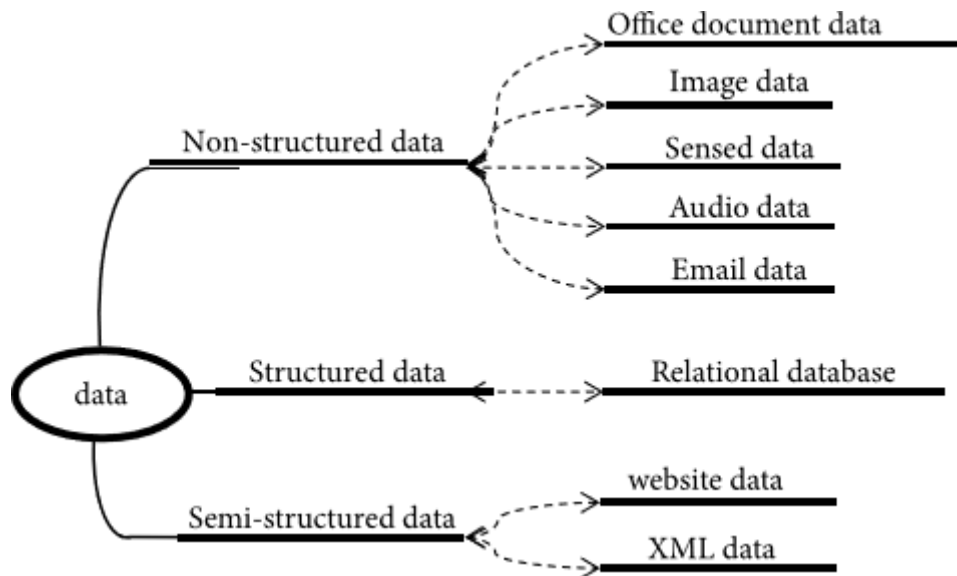 Office document data
Image data
Non-structured data
Sensed data
Audio data
Email data
data
Structured data
Relational database
website data
Semi-structured data
XML data